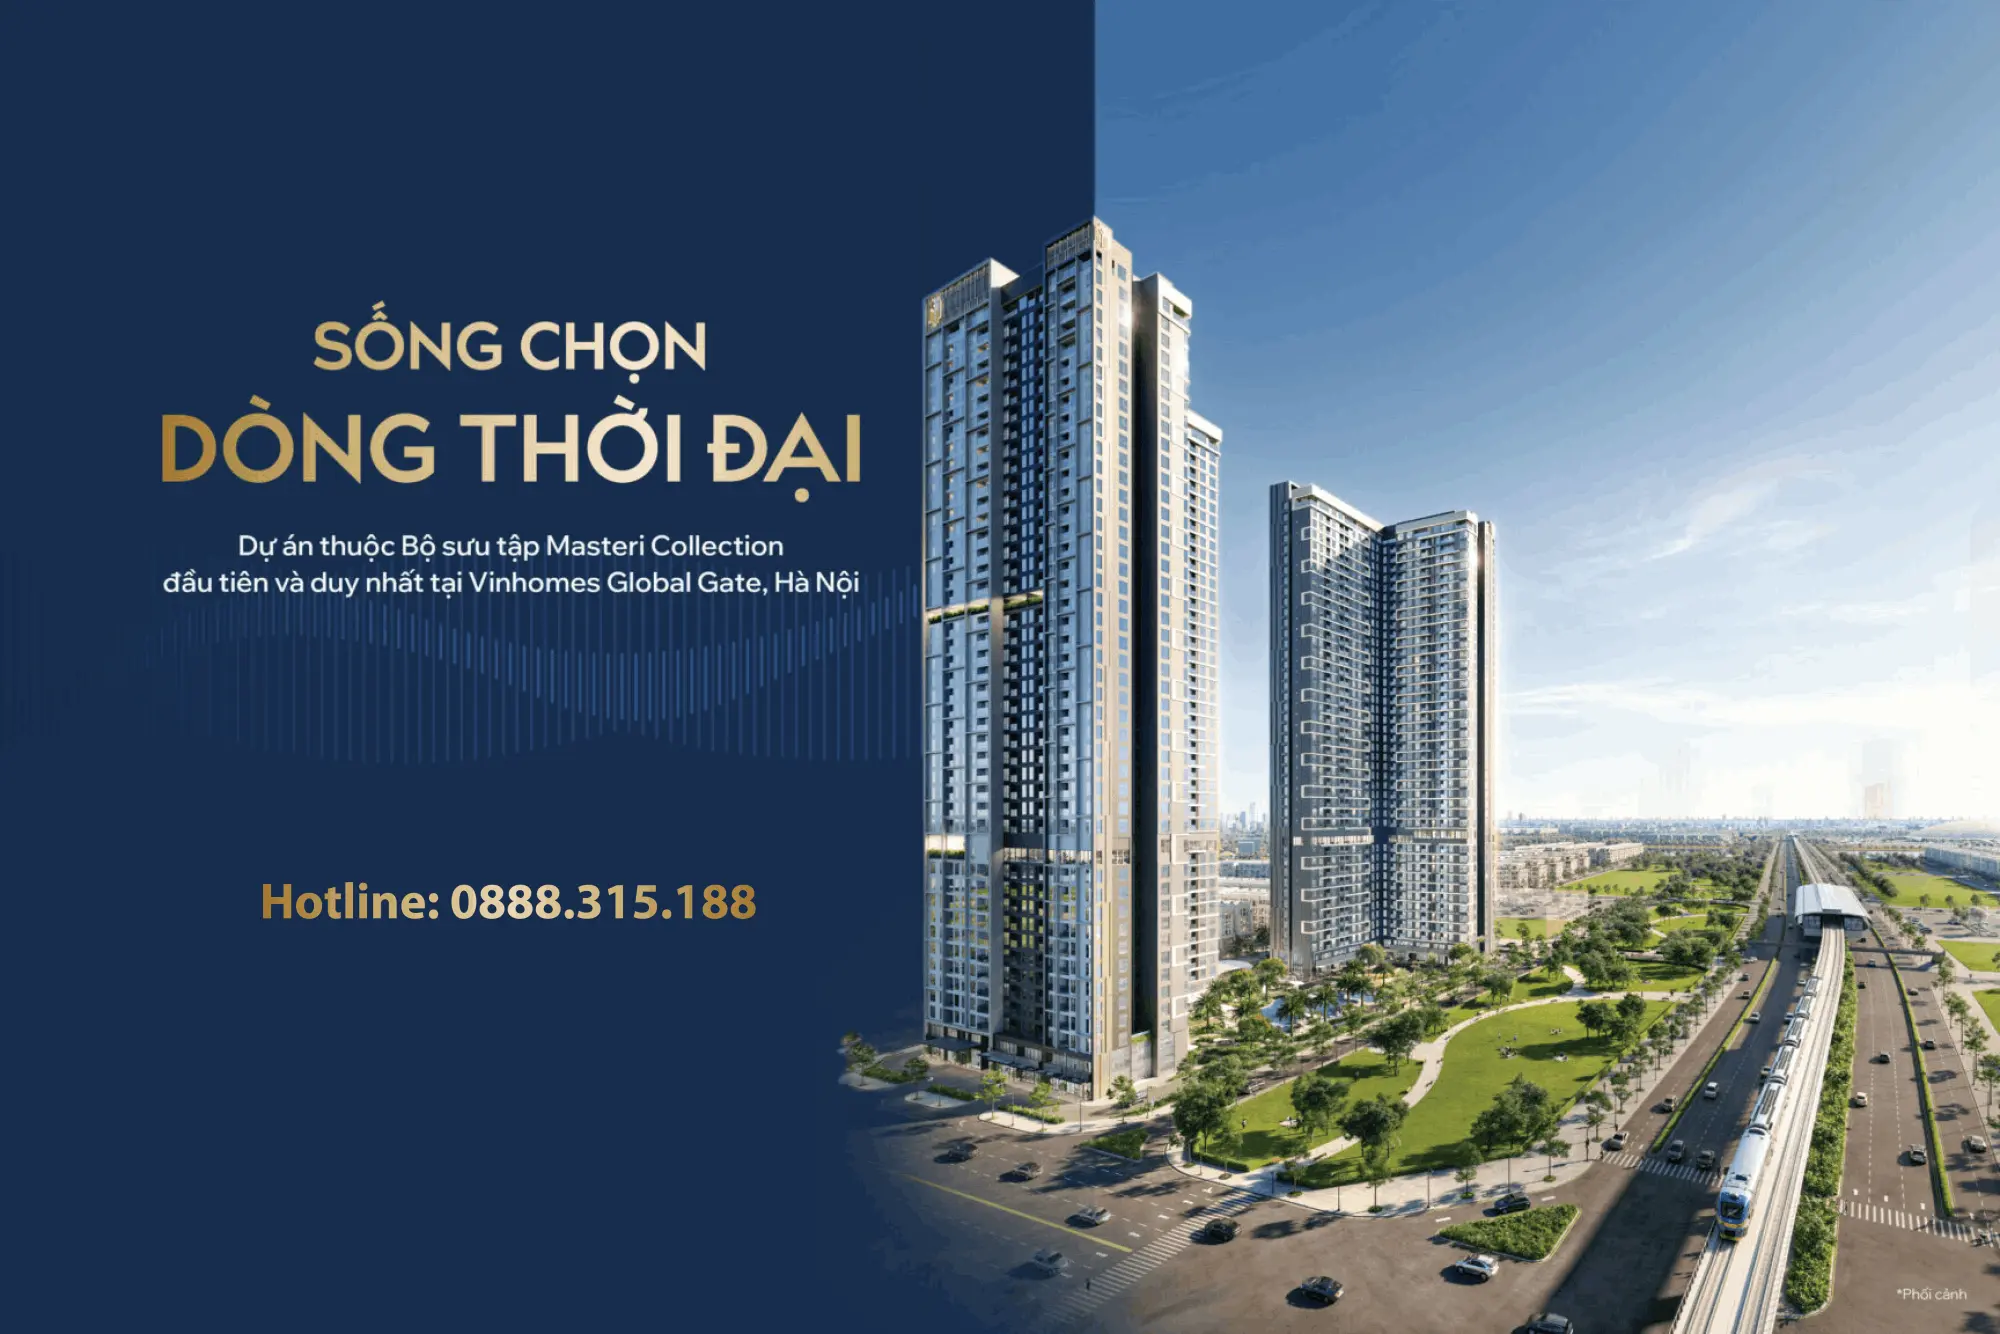 SỐNG CHỌN
DÒNG THỜI ĐẠI
Dự án thuộc Bộ sưu tập Masteri Collection
đầu tiên và duy nhất tại Vinhomes Global Gate, Hà Nội
Hotline: 0888.315.188
*Phối cảnh